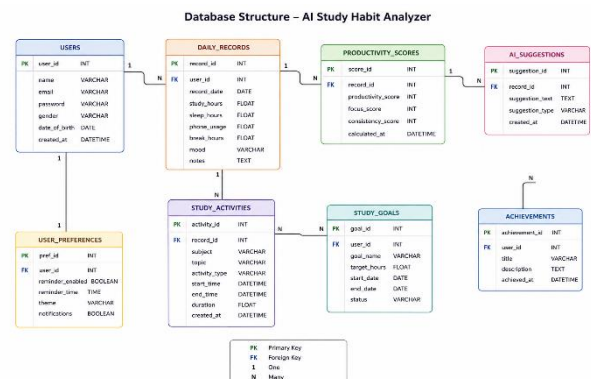 Database Structure – AI Study Habit Analyzer
USERS
PK user_id INT
name VARCHAR
email VARCHAR
password VARCHAR
gender VARCHAR
date_of_birth DATE
created_at DATETIME
1
N
DAILY_RECORDS
PK record_id INT
FK user_id INT
record_date DATE
study_hours FLOAT
sleep_hours FLOAT
phone_usage FLOAT
break_hours FLOAT
mood VARCHAR
notes TEXT
1
N
PRODUCTIVITY_SCORES
PK score_id INT
FK record_id INT
productivity_score INT
focus_score INT
consistency_score INT
calculated_at DATETIME
1
N
AI_SUGGESTIONS
PK suggestion_id INT
FK record_id INT
suggestion_text TEXT
suggestion_type VARCHAR
created_at DATETIME
1
1
USER_PREFERENCES
PK pref_id INT
FK user_id INT
reminder_enabled BOOLEAN
reminder_time TIME
theme VARCHAR
notifications BOOLEAN
1
N
STUDY_ACTIVITIES
PK activity_id INT
FK record_id INT
subject VARCHAR
topic VARCHAR
activity_type VARCHAR
start_time DATETIME
end_time DATETIME
duration FLOAT
created_at DATETIME
N
N
STUDY_GOALS
PK goal_id INT
FK user_id INT
goal_name VARCHAR
target_hours FLOAT
start_date DATE
end_date DATE
status VARCHAR
N
ACHIEVEMENTS
PK achievement_id INT
FK user_id INT
title VARCHAR
description TEXT
achieved_at DATETIME
PK Primary Key
FK Foreign Key
1 One
N Many